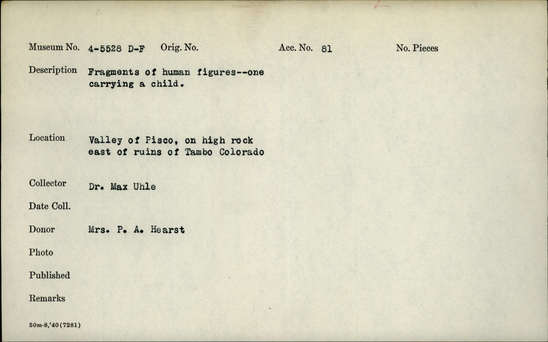 Museum No. 4-5528 D-F Orig. No. Acc. No. 81 No. Pieces
Description Fragments of human figures--one
carrying a child.
Location Valley of Pisco, on high rock
east of ruins of Tambo Colorado
Collector Dr. Max Uhle
Date Coll.
Donor Mrs. P. A. Hearst
Photo
Published
Remarks
50m-8,'40(7281)